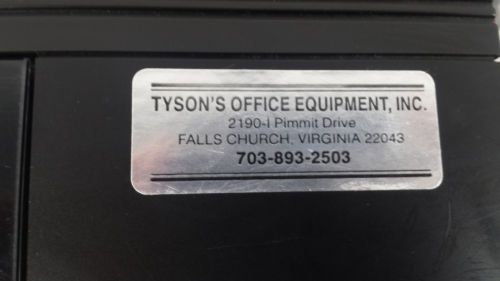 TYSON'S OFFICE EQUIPMENT, INC.
2190-I Pimmit Drive
FALLS CHURCH, VIRGINIA 22043
703-893-2503